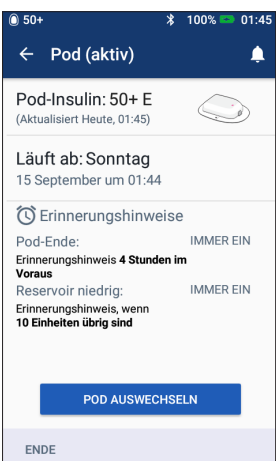 50+ 100% 01:45
Pod (aktiv)
Pod-Insulin: 50+ E
(Aktualisiert Heute, 01:45)
Läuft ab: Sonntag
15 September um 01:44
Erinnerungshinweise
Pod-Ende: IMMER EIN
Erinnerungshinweis 4 Stunden im
Voraus
Reservoir niedrig: IMMER EIN
Erinnerungshinweis, wenn
10 Einheiten übrig sind
POD AUSWECHSELN
ENDE